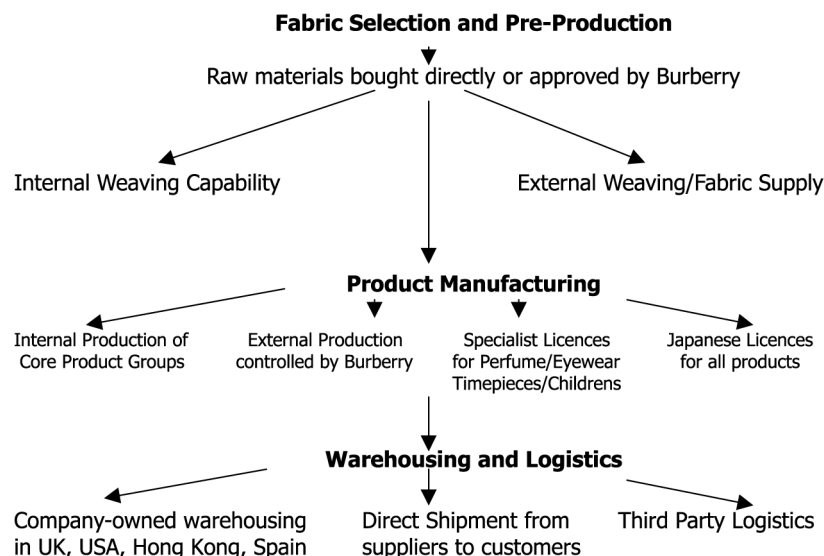 Fabric Selection and Pre-Production
Raw materials bought directly or approved by Burberry
Internal Weaving Capability
External Weaving/Fabric Supply
Product Manufacturing
Internal Production of
Core Product Groups
External Production
controlled by Burberry
Specialist Licences
for Perfume/Eyewear
Timepieces/Childrens
Japanese Licences
for all products
Warehousing and Logistics
Company-owned warehousing
in UK, USA, Hong Kong, Spain
Direct Shipment from
suppliers to customers
Third Party Logistics